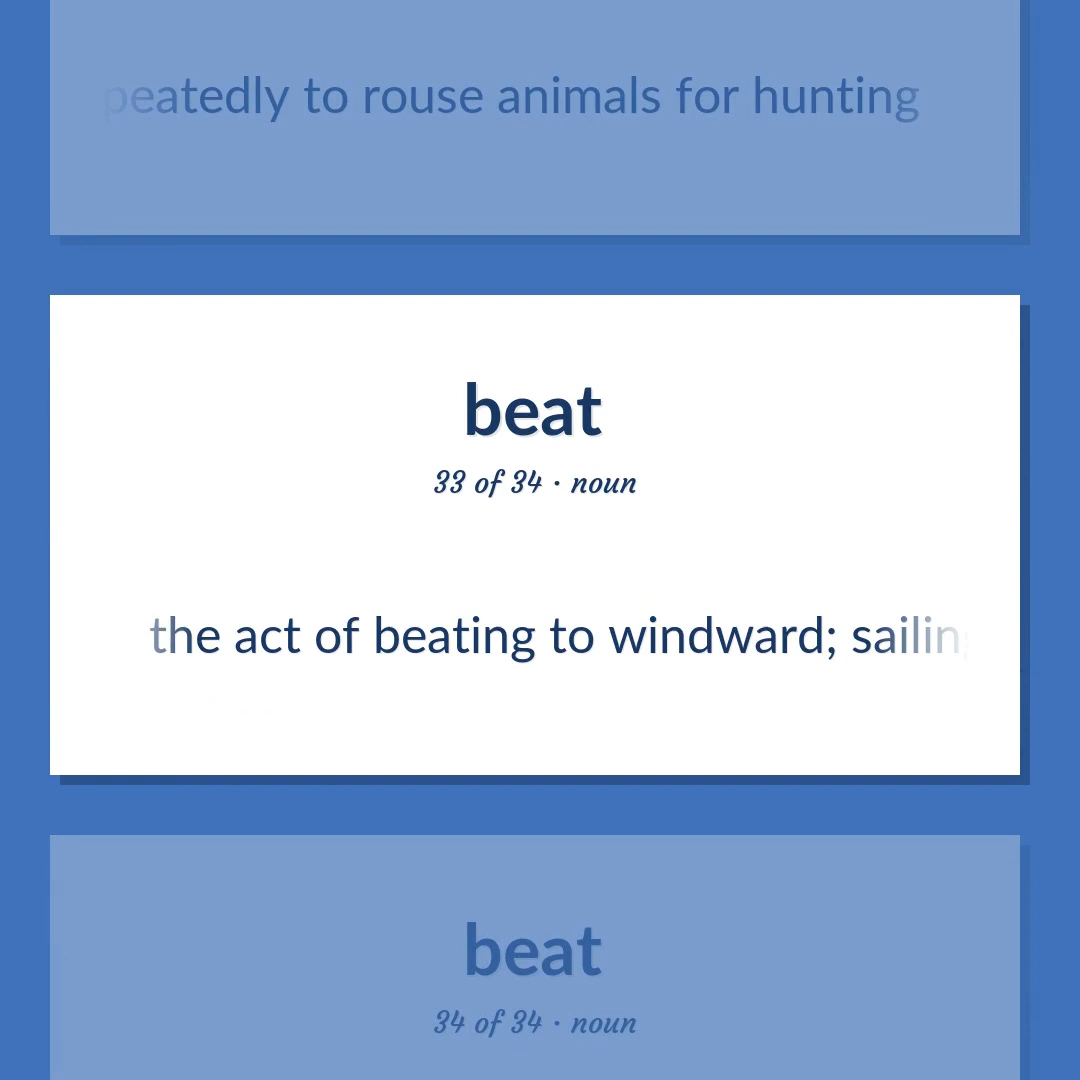 peatedly to rouse animals for hunting
beat
33 of 34 · noun
the act of beating to windward; sailin
beat
34 of 34 · noun